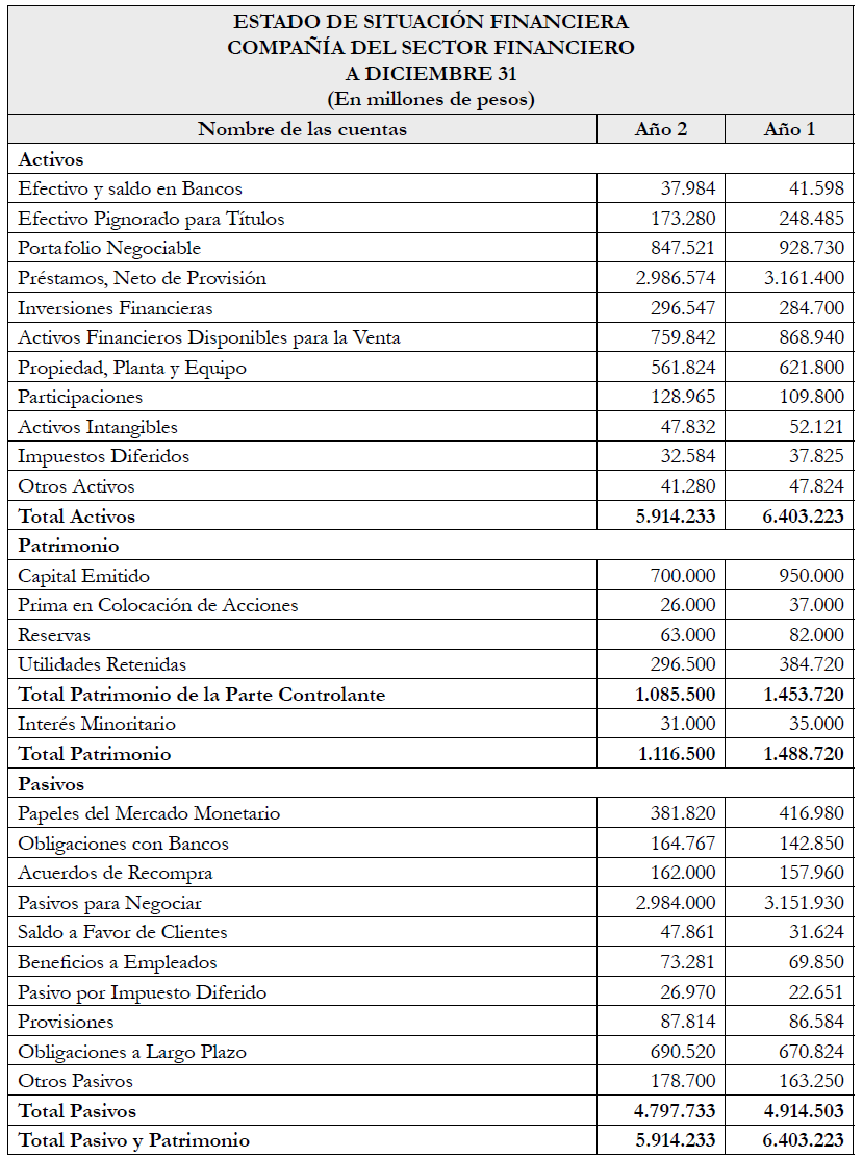 ESTADO DE SITUACIÓN FINANCIERA
COMPAÑÍA DEL SECTOR FINANCIERO
A DICIEMBRE 31
(En millones de pesos)
Nombre de las cuentas Año 2 Año 1
Activos
Efectivo y saldo en Bancos 37.984 41.598
Efectivo Pignorado para Títulos 173.280 248.485
Portafolio Negociable 847.521 928.730
Préstamos, Neto de Provisión 2.986.574 3.161.400
Inversiones Financieras 296.547 284.700
Activos Financieros Disponibles para la Venta 759.842 868.940
Propiedad, Planta y Equipo 561.824 621.800
Participaciones 128.965 109.800
Activos Intangibles 47.832 52.121
Impuestos Diferidos 32.584 37.825
Otros Activos 41.280 47.824
Total Activos 5.914.233 6.403.223
Patrimonio
Capital Emitido 700.000 950.000
Prima en Colocación de Acciones 26.000 37.000
Reservas 63.000 82.000
Utilidades Retenidas 296.500 384.720
Total Patrimonio de la Parte Controlante 1.085.500 1.453.720
Interés Minoritario 31.000 35.000
Total Patrimonio 1.116.500 1.488.720
Pasivos
Papeles del Mercado Monetario 381.820 416.980
Obligaciones con Bancos 164.767 142.850
Acuerdos de Recompra 162.000 157.960
Pasivos para Negociar 2.984.000 3.151.930
Saldo a Favor de Clientes 47.861 31.624
Beneficios a Empleados 73.281 69.850
Pasivo por Impuesto Diferido 26.970 22.651
Provisiones 87.814 86.584
Obligaciones a Largo Plazo 690.520 670.824
Otros Pasivos 178.700 163.250
Total Pasivos 4.797.733 4.914.503
Total Pasivo y Patrimonio 5.914.233 6.403.223